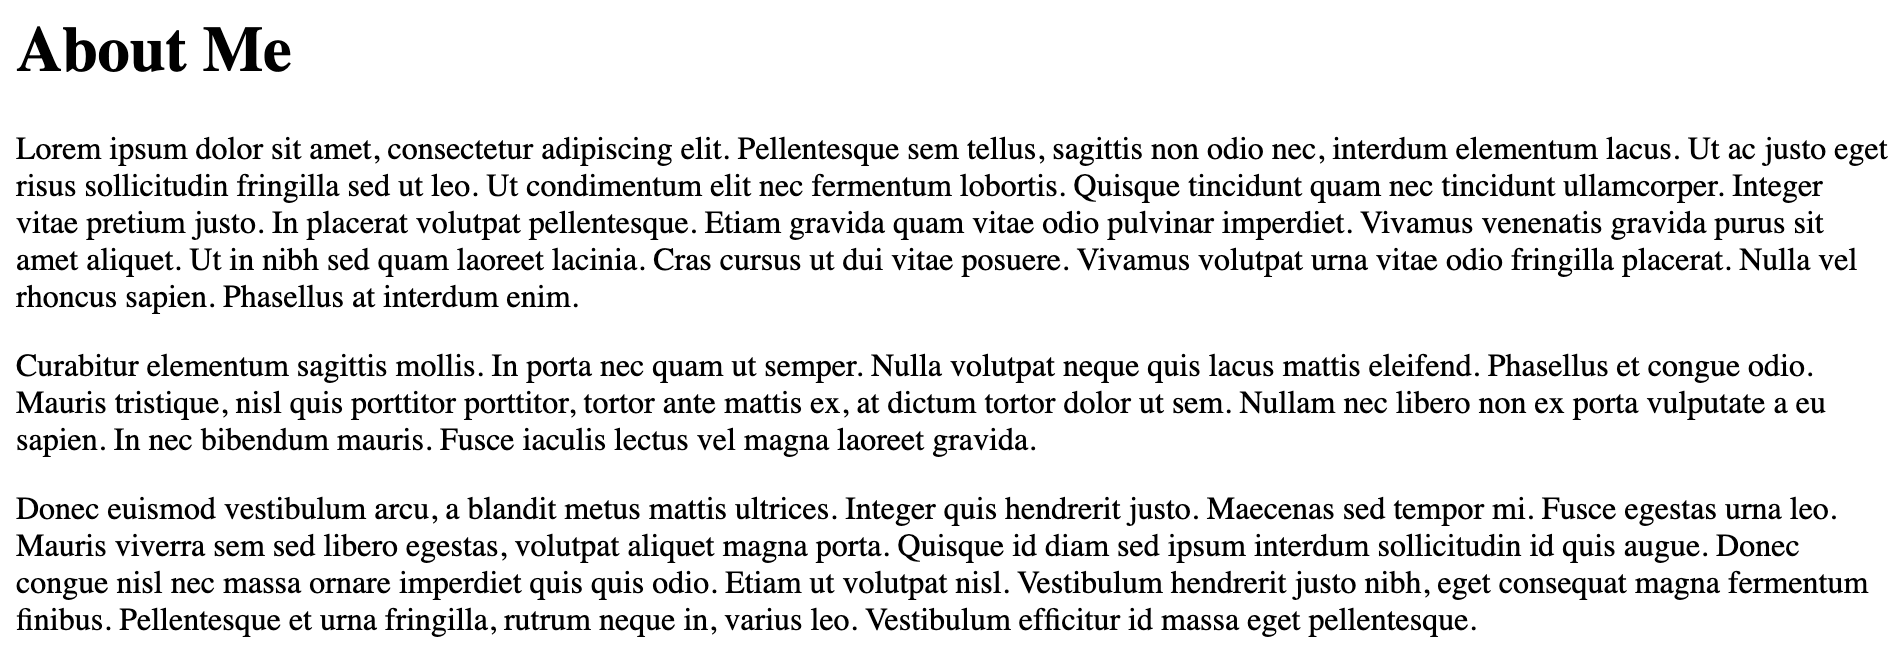 About Me
Lorem ipsum dolor sit amet, consectetur adipiscing elit. Pellentesque sem tellus, sagittis non odio nec, interdum elementum lacus. Ut ac justo eget
risus sollicitudin fringilla sed ut leo. Ut condimentum elit nec fermentum lobortis. Quisque tincidunt quam nec tincidunt ullamcorper. Integer
vitae pretium justo. In placerat volutpat pellentesque. Etiam gravida quam vitae odio pulvinar imperdiet. Vivamus venenatis gravida purus sit
amet aliquet. Ut in nibh sed quam laoreet lacinia. Cras cursus ut dui vitae posuere. Vivamus volutpat urna vitae odio fringilla placerat. Nulla vel
rhoncus sapien. Phasellus at interdum enim.
Curabitur elementum sagittis mollis. In porta nec quam ut semper. Nulla volutpat neque quis lacus mattis eleifend. Phasellus et congue odio.
Mauris tristique, nisl quis porttitor porttitor, tortor ante mattis ex, at dictum tortor dolor ut sem. Nullam nec libero non ex porta vulputate a eu
sapien. In nec bibendum mauris. Fusce iaculis lectus vel magna laoreet gravida.
Donec euismod vestibulum arcu, a blandit metus mattis ultrices. Integer quis hendrerit justo. Maecenas sed tempor mi. Fusce egestas urna leo.
Mauris viverra sem sed libero egestas, volutpat aliquet magna porta. Quisque id diam sed ipsum interdum sollicitudin id quis augue. Donec
congue nisl nec massa ornare imperdiet quis quis odio. Etiam ut volutpat nisl. Vestibulum hendrerit justo nibh, eget consequat magna fermentum
finibus. Pellentesque et urna fringilla, rutrum neque in, varius leo. Vestibulum efficitur id massa eget pellentesque.